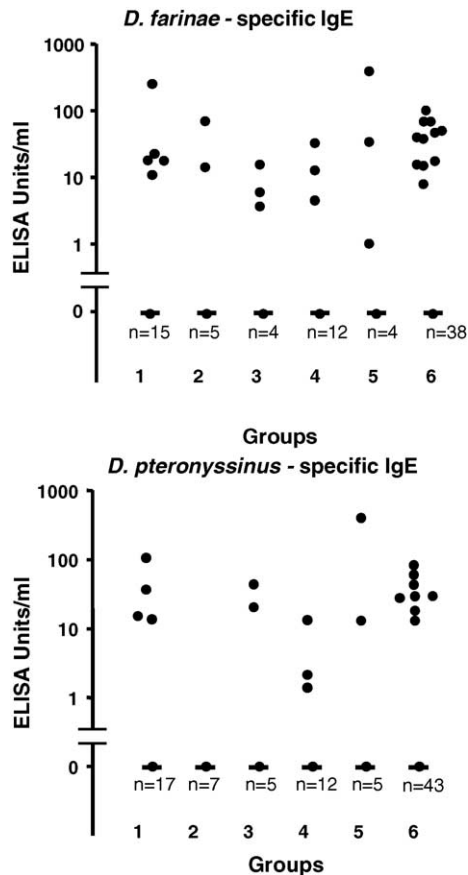 D. farinae - specific IgE
ELISA Units/ml
1000
100
10
1
0
n=15 n=5 n=4 n=12 n=4 n=38
1 2 3 4 5 6
Groups
D. pteronyssinus - specific IgE
ELISA Units/ml
1000
100
10
1
0
n=17 n=7 n=5 n=12 n=5 n=43
1 2 3 4 5 6
Groups